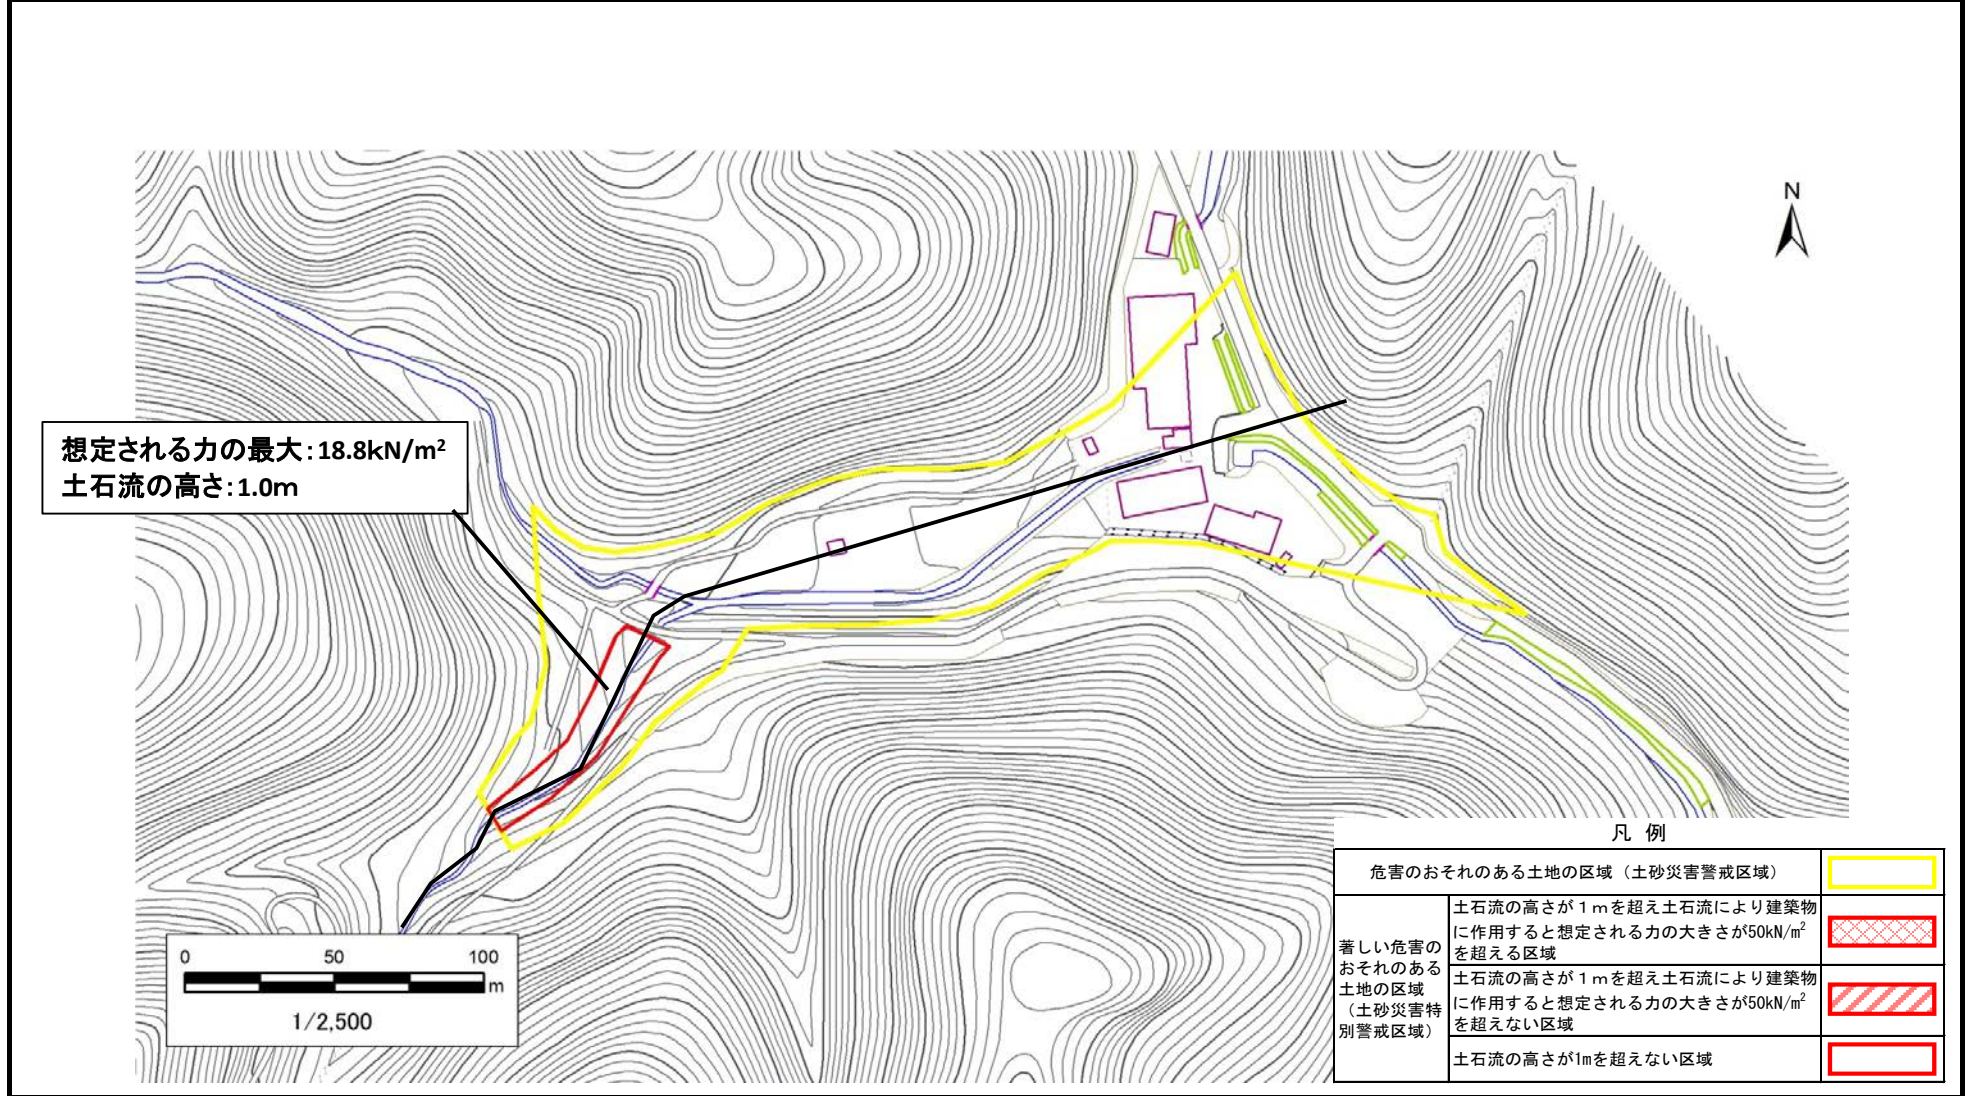 N
想定される力の最大：18.8kN/m²
土石流の高さ：1.0m
0 50 100
m
1/2,500
凡 例
危害のおそれのある土地の区域（土砂災害警戒区域）
著しい危害の
おそれのある
土地の区域
（土砂災害特
別警戒区域）
土石流の高さが１ｍを超え土石流により建築物
に作用すると想定される力の大きさが50kN/㎡
を超える区域
土石流の高さが１ｍを超え土石流により建築物
に作用すると想定される力の大きさが50kN/㎡
を超えない区域
土石流の高さが1mを超えない区域